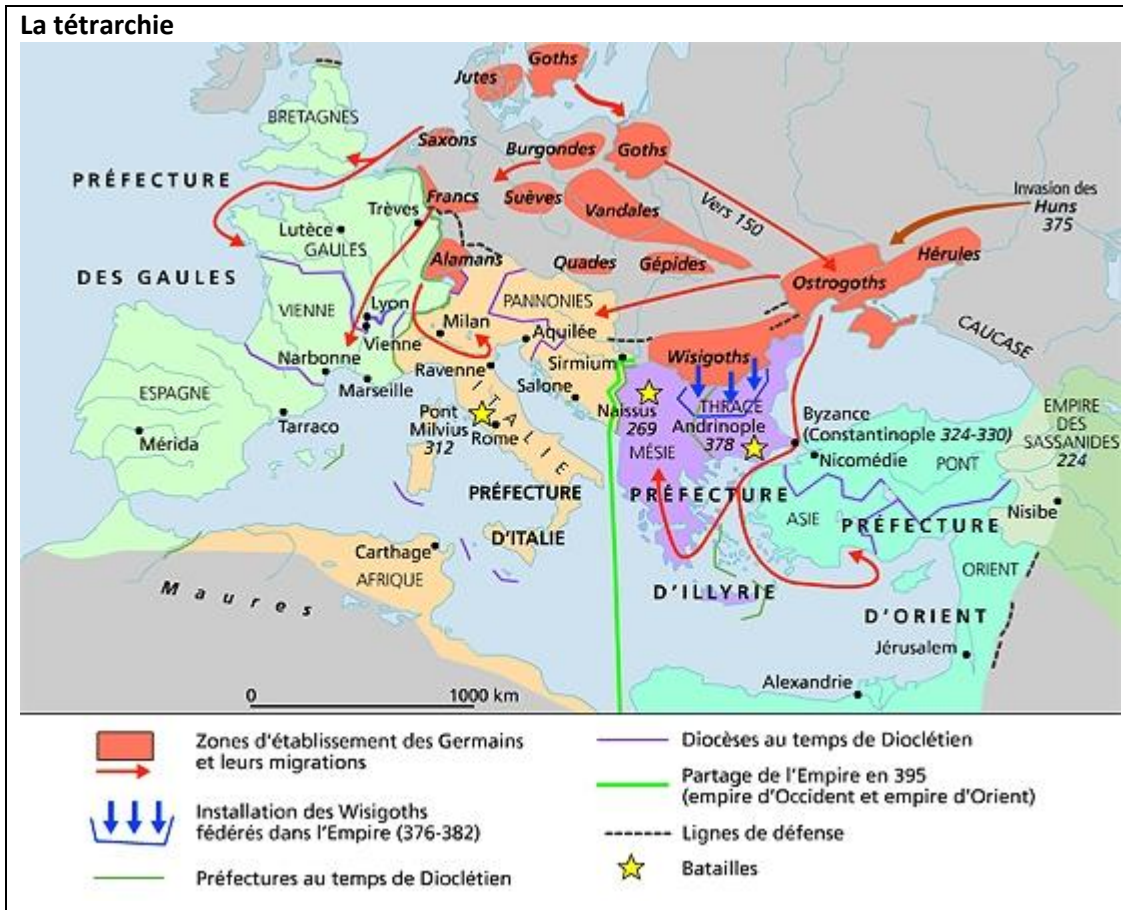 La tétrarchie
Goths
Jutes
BRETAGNES
Saxons
Burgondes
Goths
PRÉFECTURE
Invasion des
Huns
375
Francs
Suèves
Trèves
Vandales
Vers 150
Lutèce
GAULES
Hérules
Alamans
Quades
Gépides
DES GAULES
Ostrogoths
PANNONIES
VIENNE
Lyon
Milan
Aquilée
CAUCASE
Vienne
Sirmium
Wisigoths
Narbonne
Ravenne
Marseille
Salone
ESPAGNE
ITALIE
Naissus
269
THRACE
Byzance
(Constantinople 324-330)
EMPIRE
DES
SASSANIDES
224
Pont
Milvius
312
Andrinople
378
Tarraco
Rome
Mérida
MÉSIE
Nicomédie
PONT
PRÉFECTURE
D'ITALIE
PRÉFECTURE
ASIE
PRÉFECTURE
Nisibe
Carthage
AFRIQUE
ORIENT
D'ILLYRIE
Maures
D'ORIENT
Jérusalem
Alexandrie
0
1000 km
Zones d'établissement des Germains
et leurs migrations
Installation des Wisigoths
fédérés dans l'Empire (376-382)
Préfectures au temps de Dioclétien
Diocèses au temps de Dioclétien
Partage de l'Empire en 395
(empire d'Occident et empire d'Orient)
Lignes de défense
Batailles